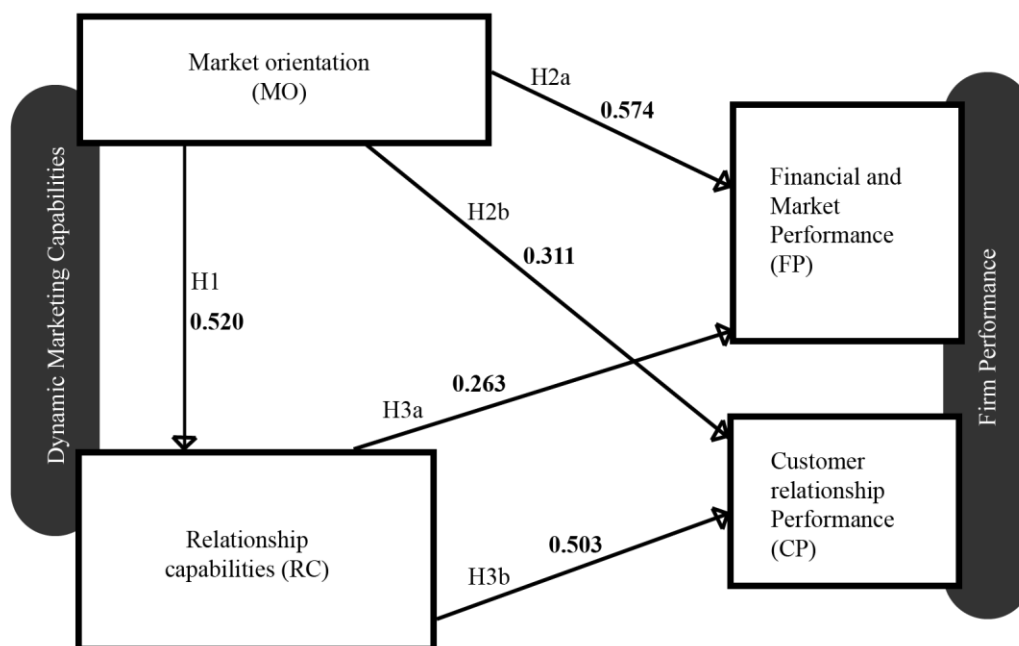 Market orientation
(MO)
H2a
0.574
Dynamic Marketing Capabilities
Financial and
Market
Performance
(FP)
H2b
0.311
H1
0.520
Firm Performance
0.263
H3a
Customer
relationship
Performance
(CP)
Relationship
capabilities (RC)
0.503
H3b